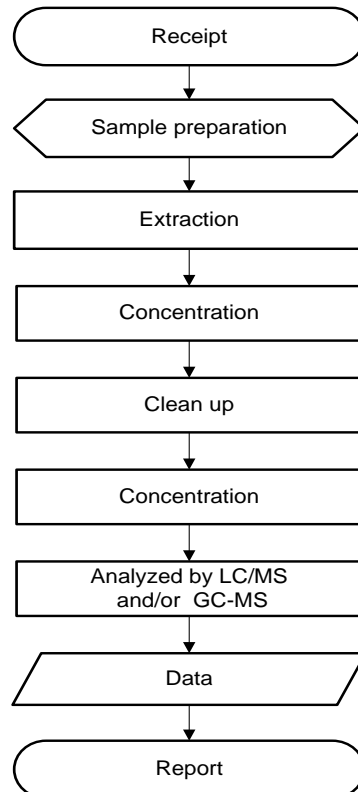 Receipt
Sample preparation
Extraction
Concentration
Clean up
Concentration
Analyzed by LC/MS
and/or GC-MS
Data
Report